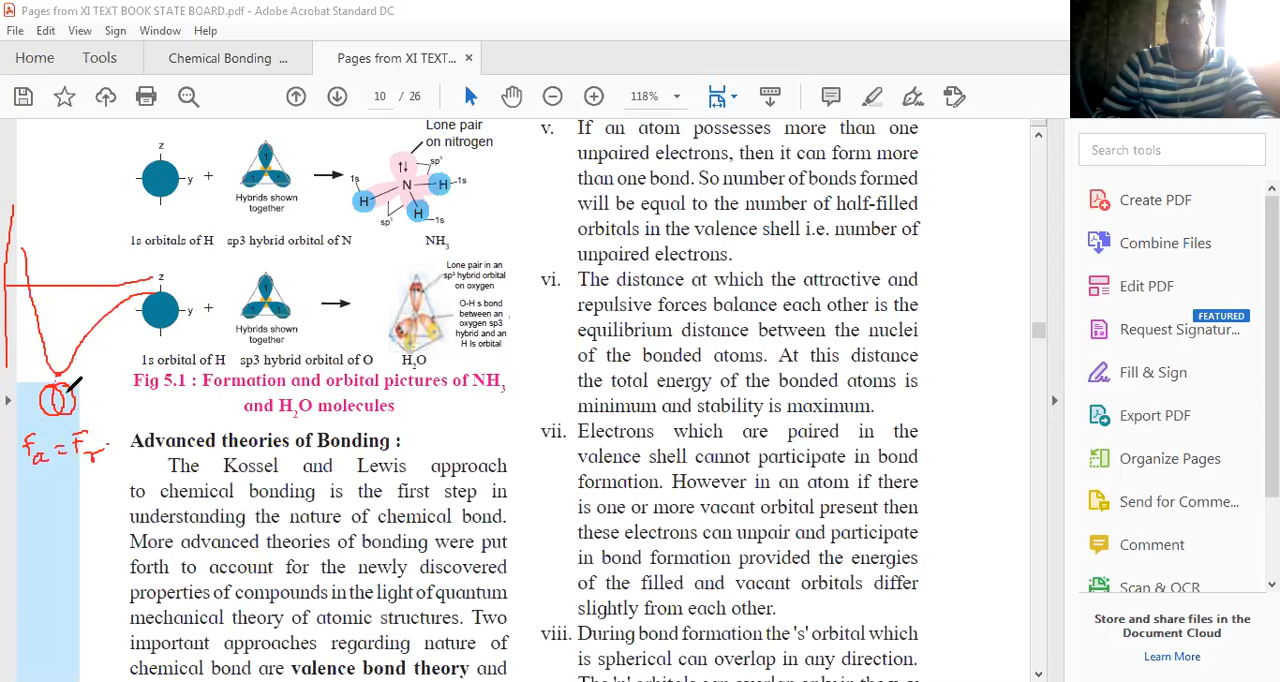 Pages from XI TEXT BOOK STATE BOARD.pdf - Adobe Acrobat Standard DC
File Edit View Sign Window Help
Home Tools Chemical Bonding ... Pages from XI TEXT... ×
10 / 26 118%
Search tools
Create PDF
Combine Files
Edit PDF
FEATURED
Request Signatur...
Fill & Sign
Export PDF
Organize Pages
Send for Comme...
Comment
Scan & OCR
Store and share files in the
Document Cloud
Learn More
Lone pair
on nitrogen
z
y
+
Hybrids shown
together
1s
sp³
N
H
1s
H
H
sp³
1s
1s orbitals of H sp3 hybrid orbital of N NH3
z
y
+
Hybrids shown
together
Lone pair in an
sp³ hybrid orbital
on oxygen
O-H s bond
between an
oxygen sp3
hybrid and an
H Is orbital
1s orbital of H sp3 hybrid orbital of O H2O
Fig 5.1 : Formation and orbital pictures of NH3
and H2O molecules
Fa = Fr
Advanced theories of Bonding :
The Kossel and Lewis approach
to chemical bonding is the first step in
understanding the nature of chemical bond.
More advanced theories of bonding were put
forth to account for the newly discovered
properties of compounds in the light of quantum
mechanical theory of atomic structures. Two
important approaches regarding nature of
chemical bond are valence bond theory and
v. If an atom possesses more than one
unpaired electrons, then it can form more
than one bond. So number of bonds formed
will be equal to the number of half-filled
orbitals in the valence shell i.e. number of
unpaired electrons.
vi. The distance at which the attractive and
repulsive forces balance each other is the
equilibrium distance between the nuclei
of the bonded atoms. At this distance
the total energy of the bonded atoms is
minimum and stability is maximum.
vii. Electrons which are paired in the
valence shell cannot participate in bond
formation. However in an atom if there
is one or more vacant orbital present then
these electrons can unpair and participate
in bond formation provided the energies
of the filled and vacant orbitals differ
slightly from each other.
viii. During bond formation the 's' orbital which
is spherical can overlap in any direction.